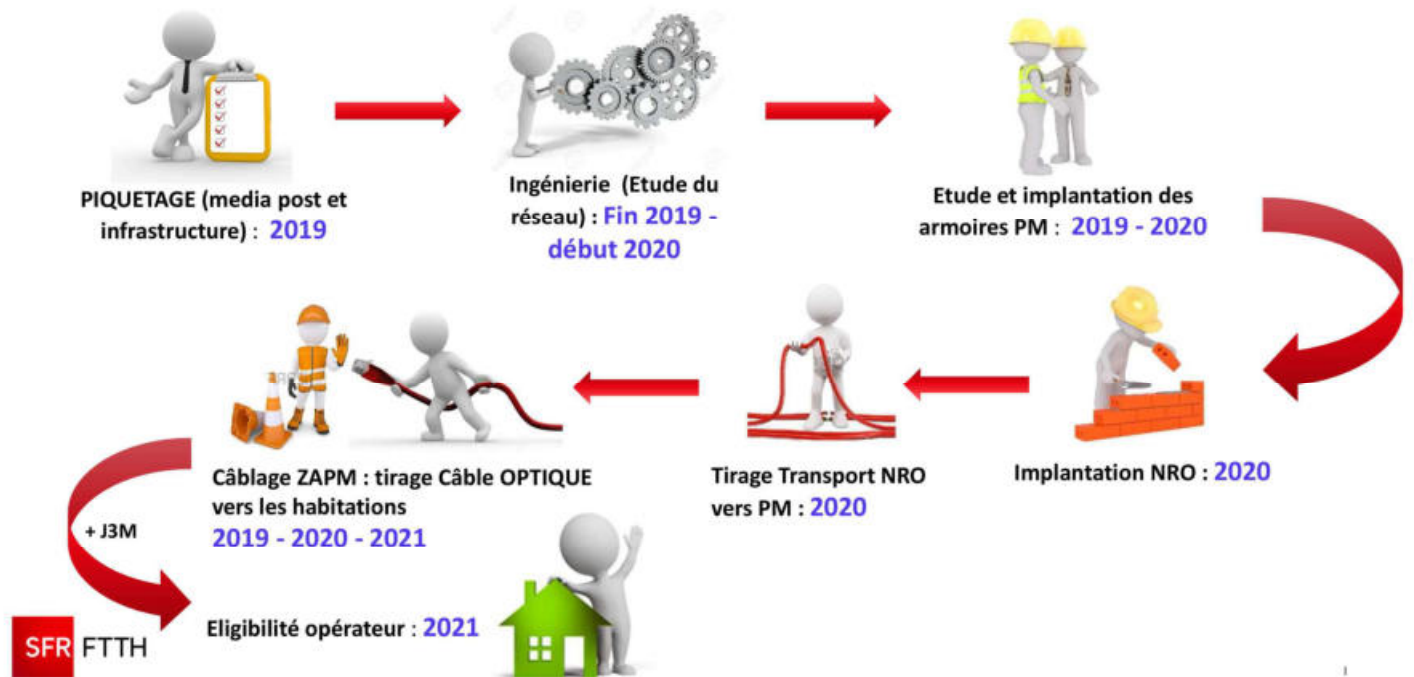 PIQUETAGE (media post et
infrastructure) : 2019
Ingénierie (Etude du
réseau) : Fin 2019 -
début 2020
Etude et implantation des
armoires PM : 2019 - 2020
Implantation NRO : 2020
Tirage Transport NRO
vers PM : 2020
Câblage ZAPM : tirage Câble OPTIQUE
vers les habitations
2019 - 2020 - 2021
+ J3M
Eligibilité opérateur : 2021
SFR FTTH